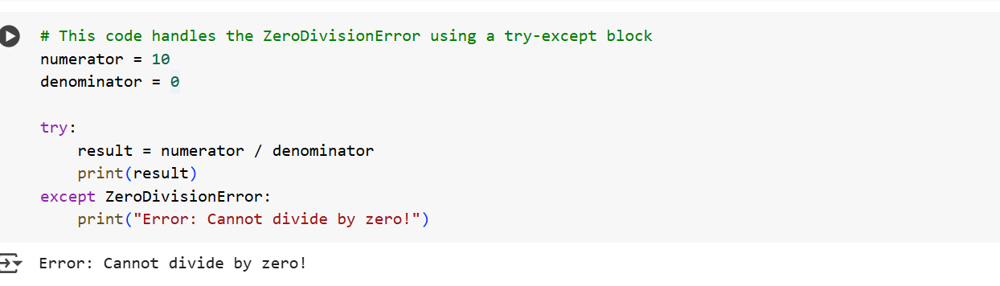 # This code handles the ZeroDivisionError using a try-except block
numerator = 10
denominator = 0

try:
    result = numerator / denominator
    print(result)
except ZeroDivisionError:
    print("Error: Cannot divide by zero!")
Error: Cannot divide by zero!